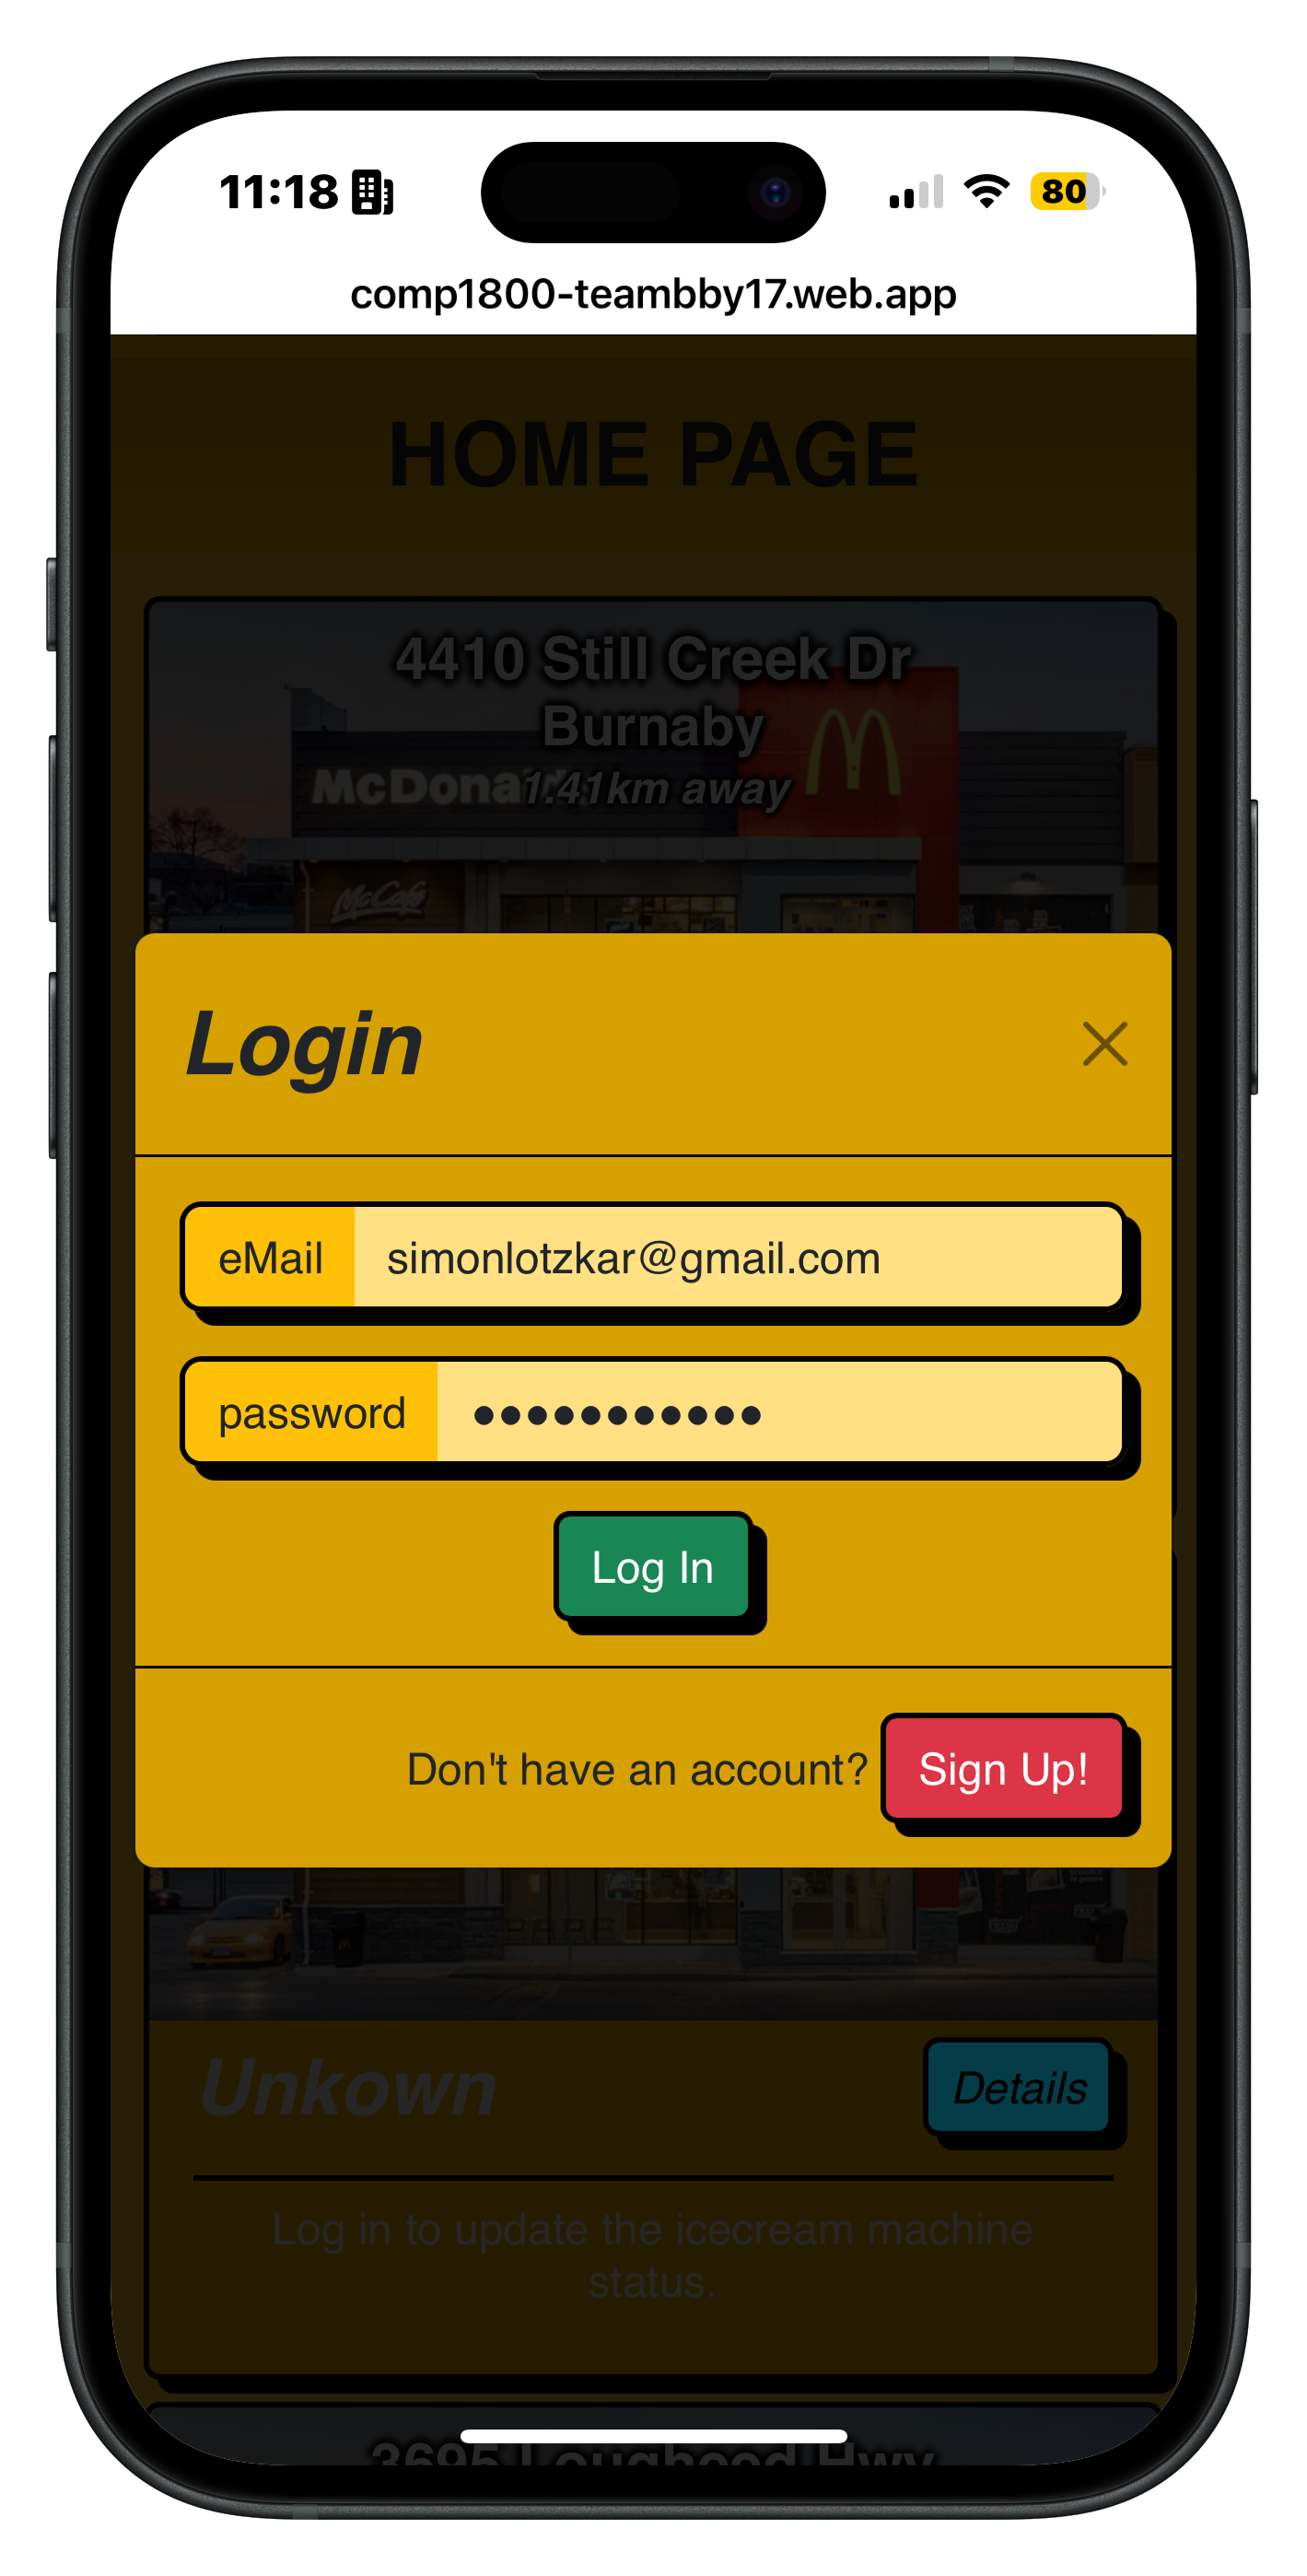 11:18
80
comp1800-teambby17.web.app
HOME PAGE
4410 Still Creek Dr
Burnaby
McDona
1.41km away
McCafé
Login
eMail simonlotzkar@gmail.com
password •••••••••••
Log In
Don't have an account? Sign Up!
Unkown
Details
Log in to update the icecream machine
status.
3695 Lougheed Hwy